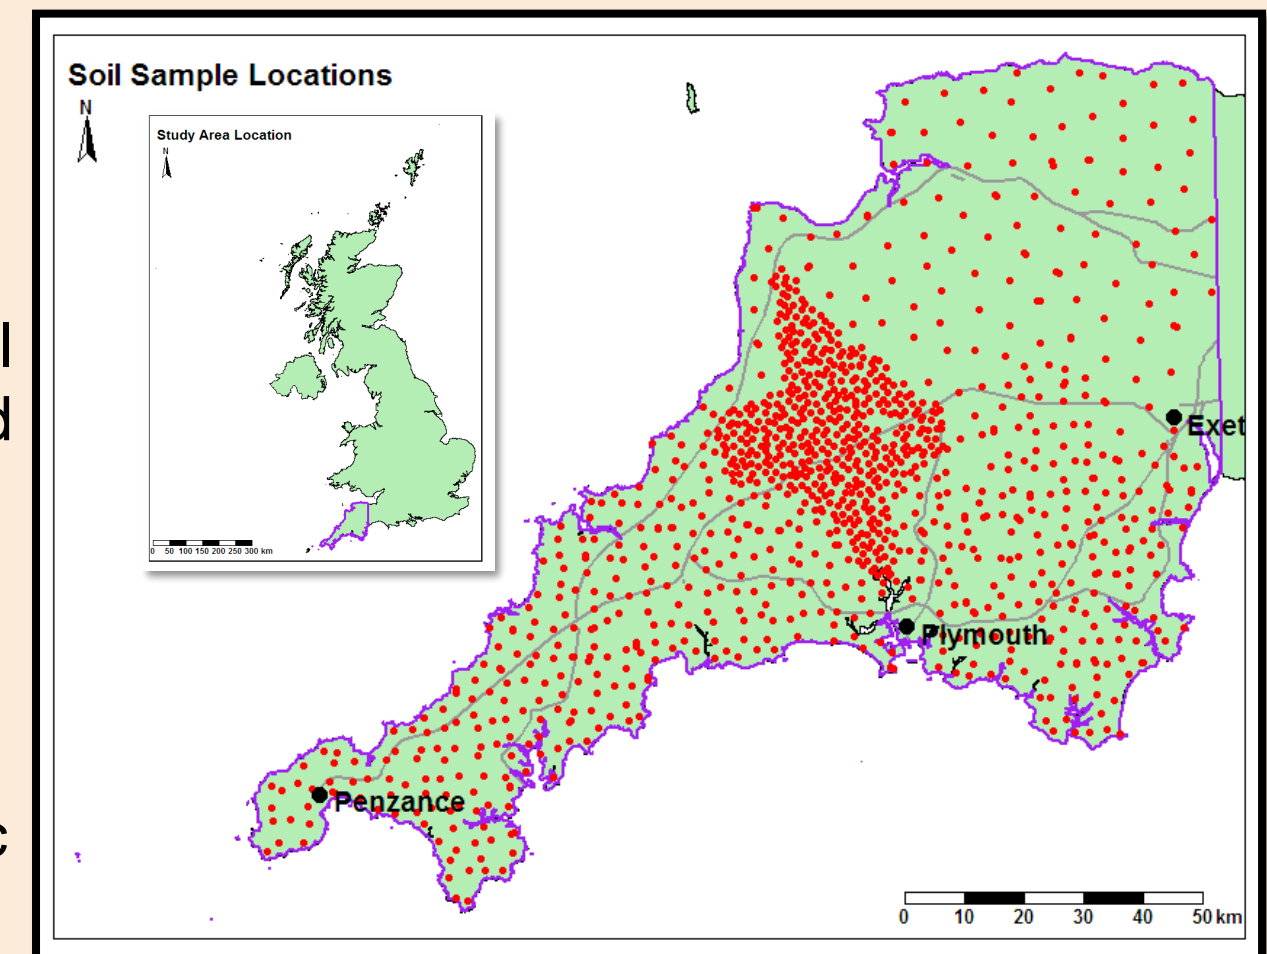 Soil Sample Locations
N
Study Area Location
N
0 50 100 150 200 250 300 km
l
d
c
Exet
Plymouth
Penzance
0 10 20 30 40 50 km